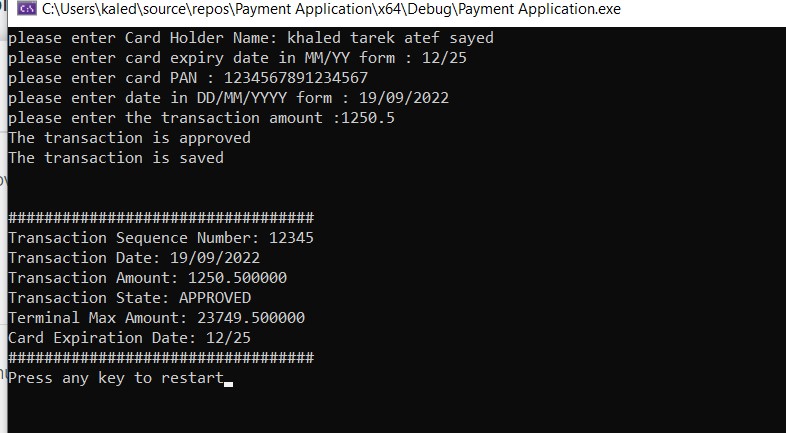 C:\Users\kaled\source\repos\Payment Application\x64\Debug\Payment Application.exe
please enter Card Holder Name: khaled tarek atef sayed
please enter card expiry date in MM/YY form : 12/25
please enter card PAN : 1234567891234567
please enter date in DD/MM/YYYY form : 19/09/2022
please enter the transaction amount :1250.5
The transaction is approved
The transaction is saved
##################################
Transaction Sequence Number: 12345
Transaction Date: 19/09/2022
Transaction Amount: 1250.500000
Transaction State: APPROVED
Terminal Max Amount: 23749.500000
Card Expiration Date: 12/25
##################################
Press any key to restart